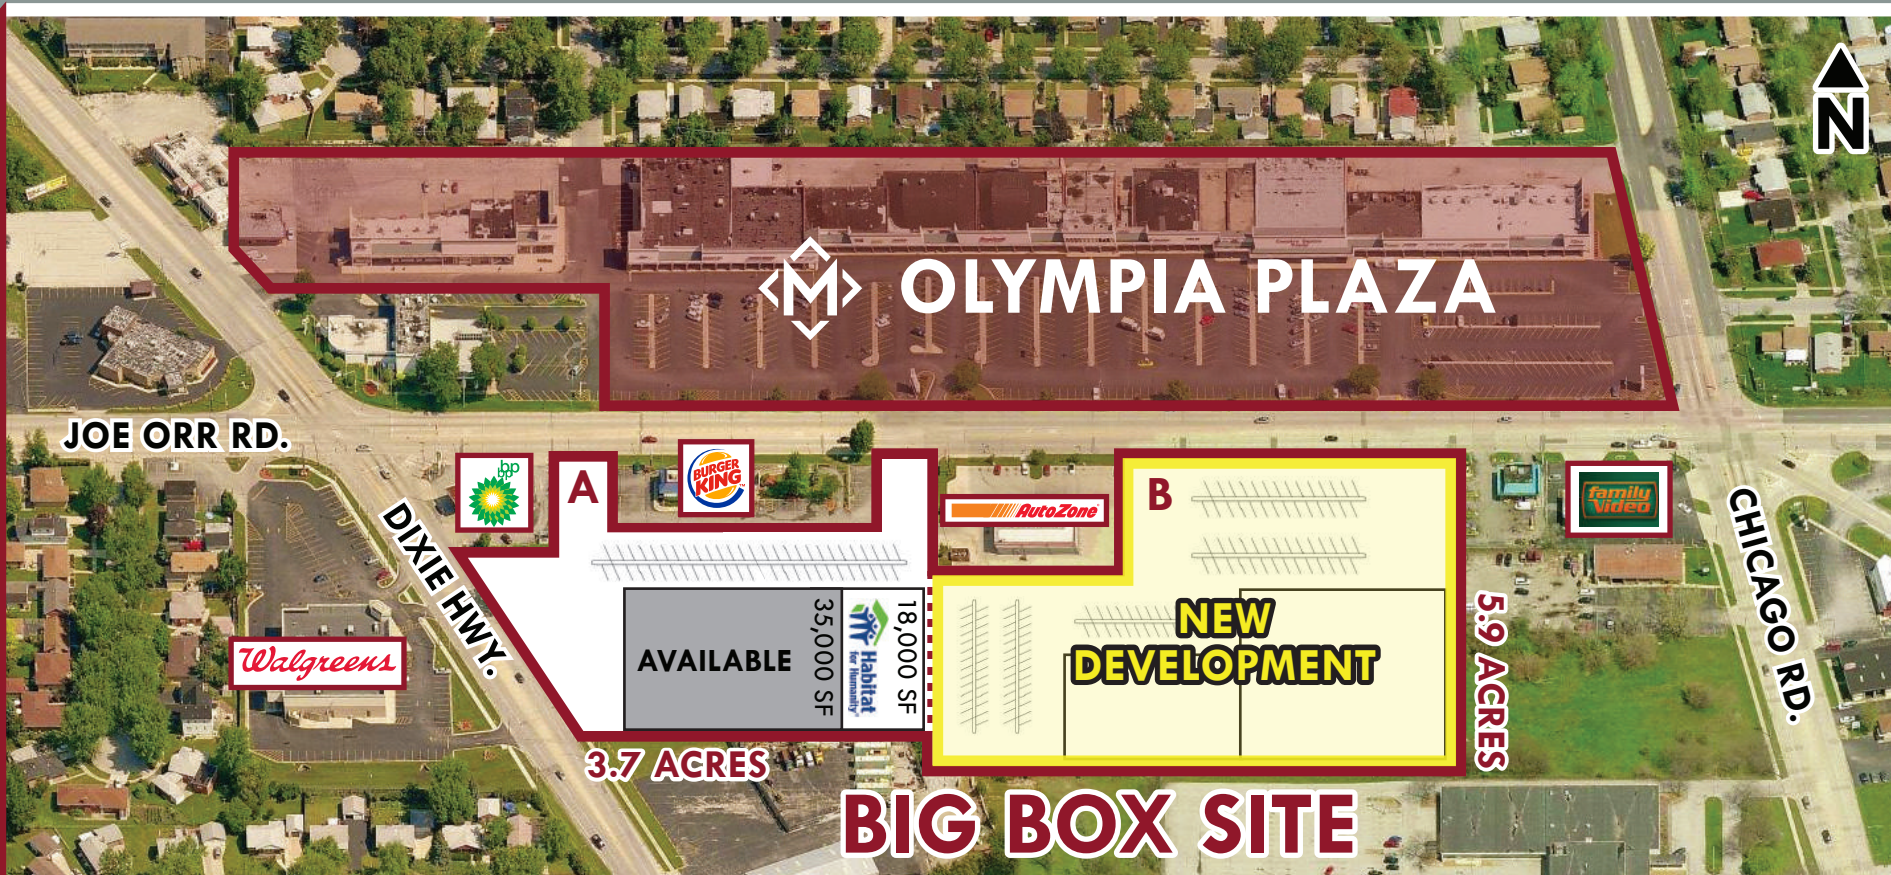 N
M OLYMPIA PLAZA
JOE ORR RD.
bp
A
BURGER
KING
AutoZone
B
family
Video
DIXIE HWY.
CHICAGO RD.
Walgreens
AVAILABLE
35,000 SF
Habitat
for Humanity
18,000 SF
NEW
DEVELOPMENT
5.9 ACRES
3.7 ACRES
BIG BOX SITE